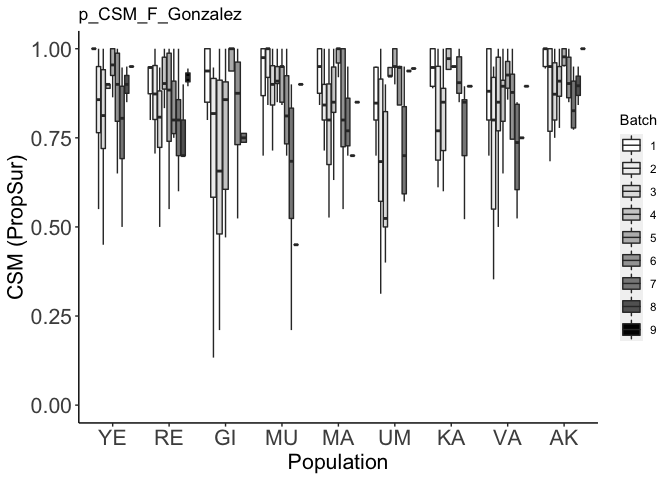 p_CSM_F_Gonzalez
1.00
0.75
0.50
0.25
0.00
CSM (PropSur)
YE RE GI MU MA UM KA VA AK
Population
Batch
1
2
3
4
5
6
7
8
9